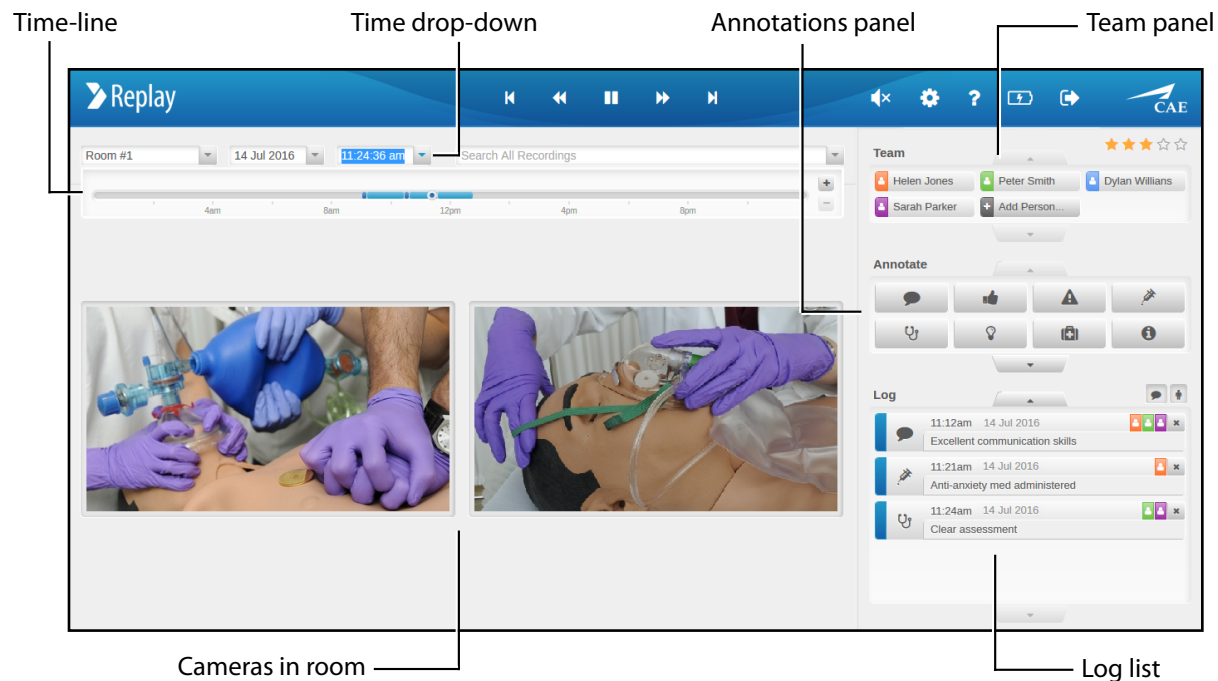 Time-line
Time drop-down
Annotations panel
Team panel
Replay
?
CAE
Room #1
14 Jul 2016
11:24:36 am
Search All Recordings
4am
8am
12pm
4pm
8pm
Team
Helen Jones
Peter Smith
Dylan Willians
Sarah Parker
Add Person...
Annotate
Log
11:12am 14 Jul 2016
Excellent communication skills
11:21am 14 Jul 2016
Anti-anxiety med administered
11:24am 14 Jul 2016
Clear assessment
Cameras in room
Log list